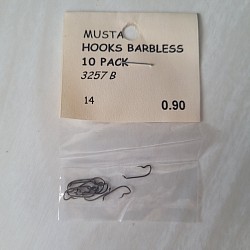 MUSTA
HOOKS BARBLESS
10 PACK
3257 B
14 0.90